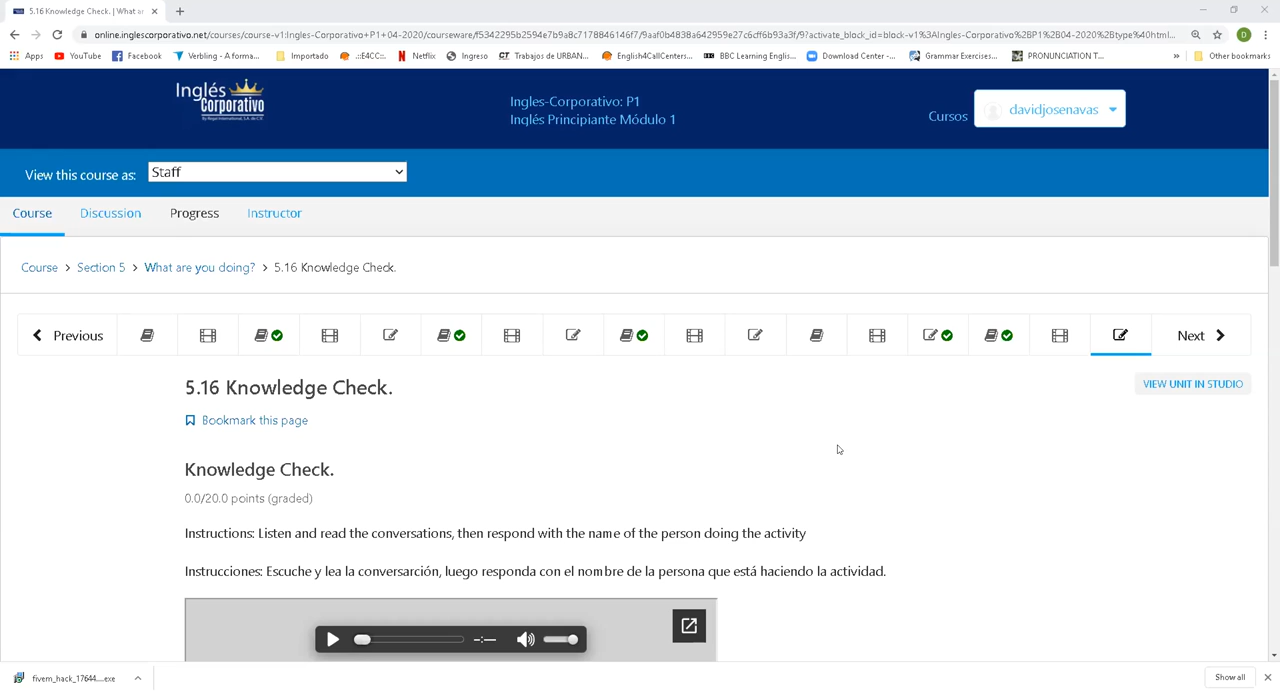 5.16 Knowledge Check. | What ar
online.inglescorporativo.net/courses/course-v1:Ingles-Corporativo+P1+04-2020/courseware/f5342295b2594e7b9a8c7178846146f7/9aaf0b4838a642959e27c6cff6b93a3f/9?activate_block_id=block-v1%3AIngles-Corporativo%2BP1%2B04-2020%2Btype%40html...
D
Apps YouTube Facebook Verbling - A forma... Importado .::E4CC::. Netflix Ingreso Trabajos de URBAN... English4CallCenters... BBC Learning Englis... Download Center -... Grammar Exercises... PRONUNCIATION T... » Other bookmarks
Inglés
Corporativo
Ingles-Corporativo: P1
Inglés Principiante Módulo 1
Cursos davidjosenavas
View this course as: Staff
Course Discussion Progress Instructor
Course > Section 5 > What are you doing? > 5.16 Knowledge Check.
Previous Next
5.16 Knowledge Check.
VIEW UNIT IN STUDIO
Bookmark this page
Knowledge Check.
0.0/20.0 points (graded)
Instructions: Listen and read the conversations, then respond with the name of the person doing the activity
Instrucciones: Escuche y lea la conversarción, luego responda con el nombre de la persona que está haciendo la actividad.
-:--
fivem_hack_17644....exe
Show all